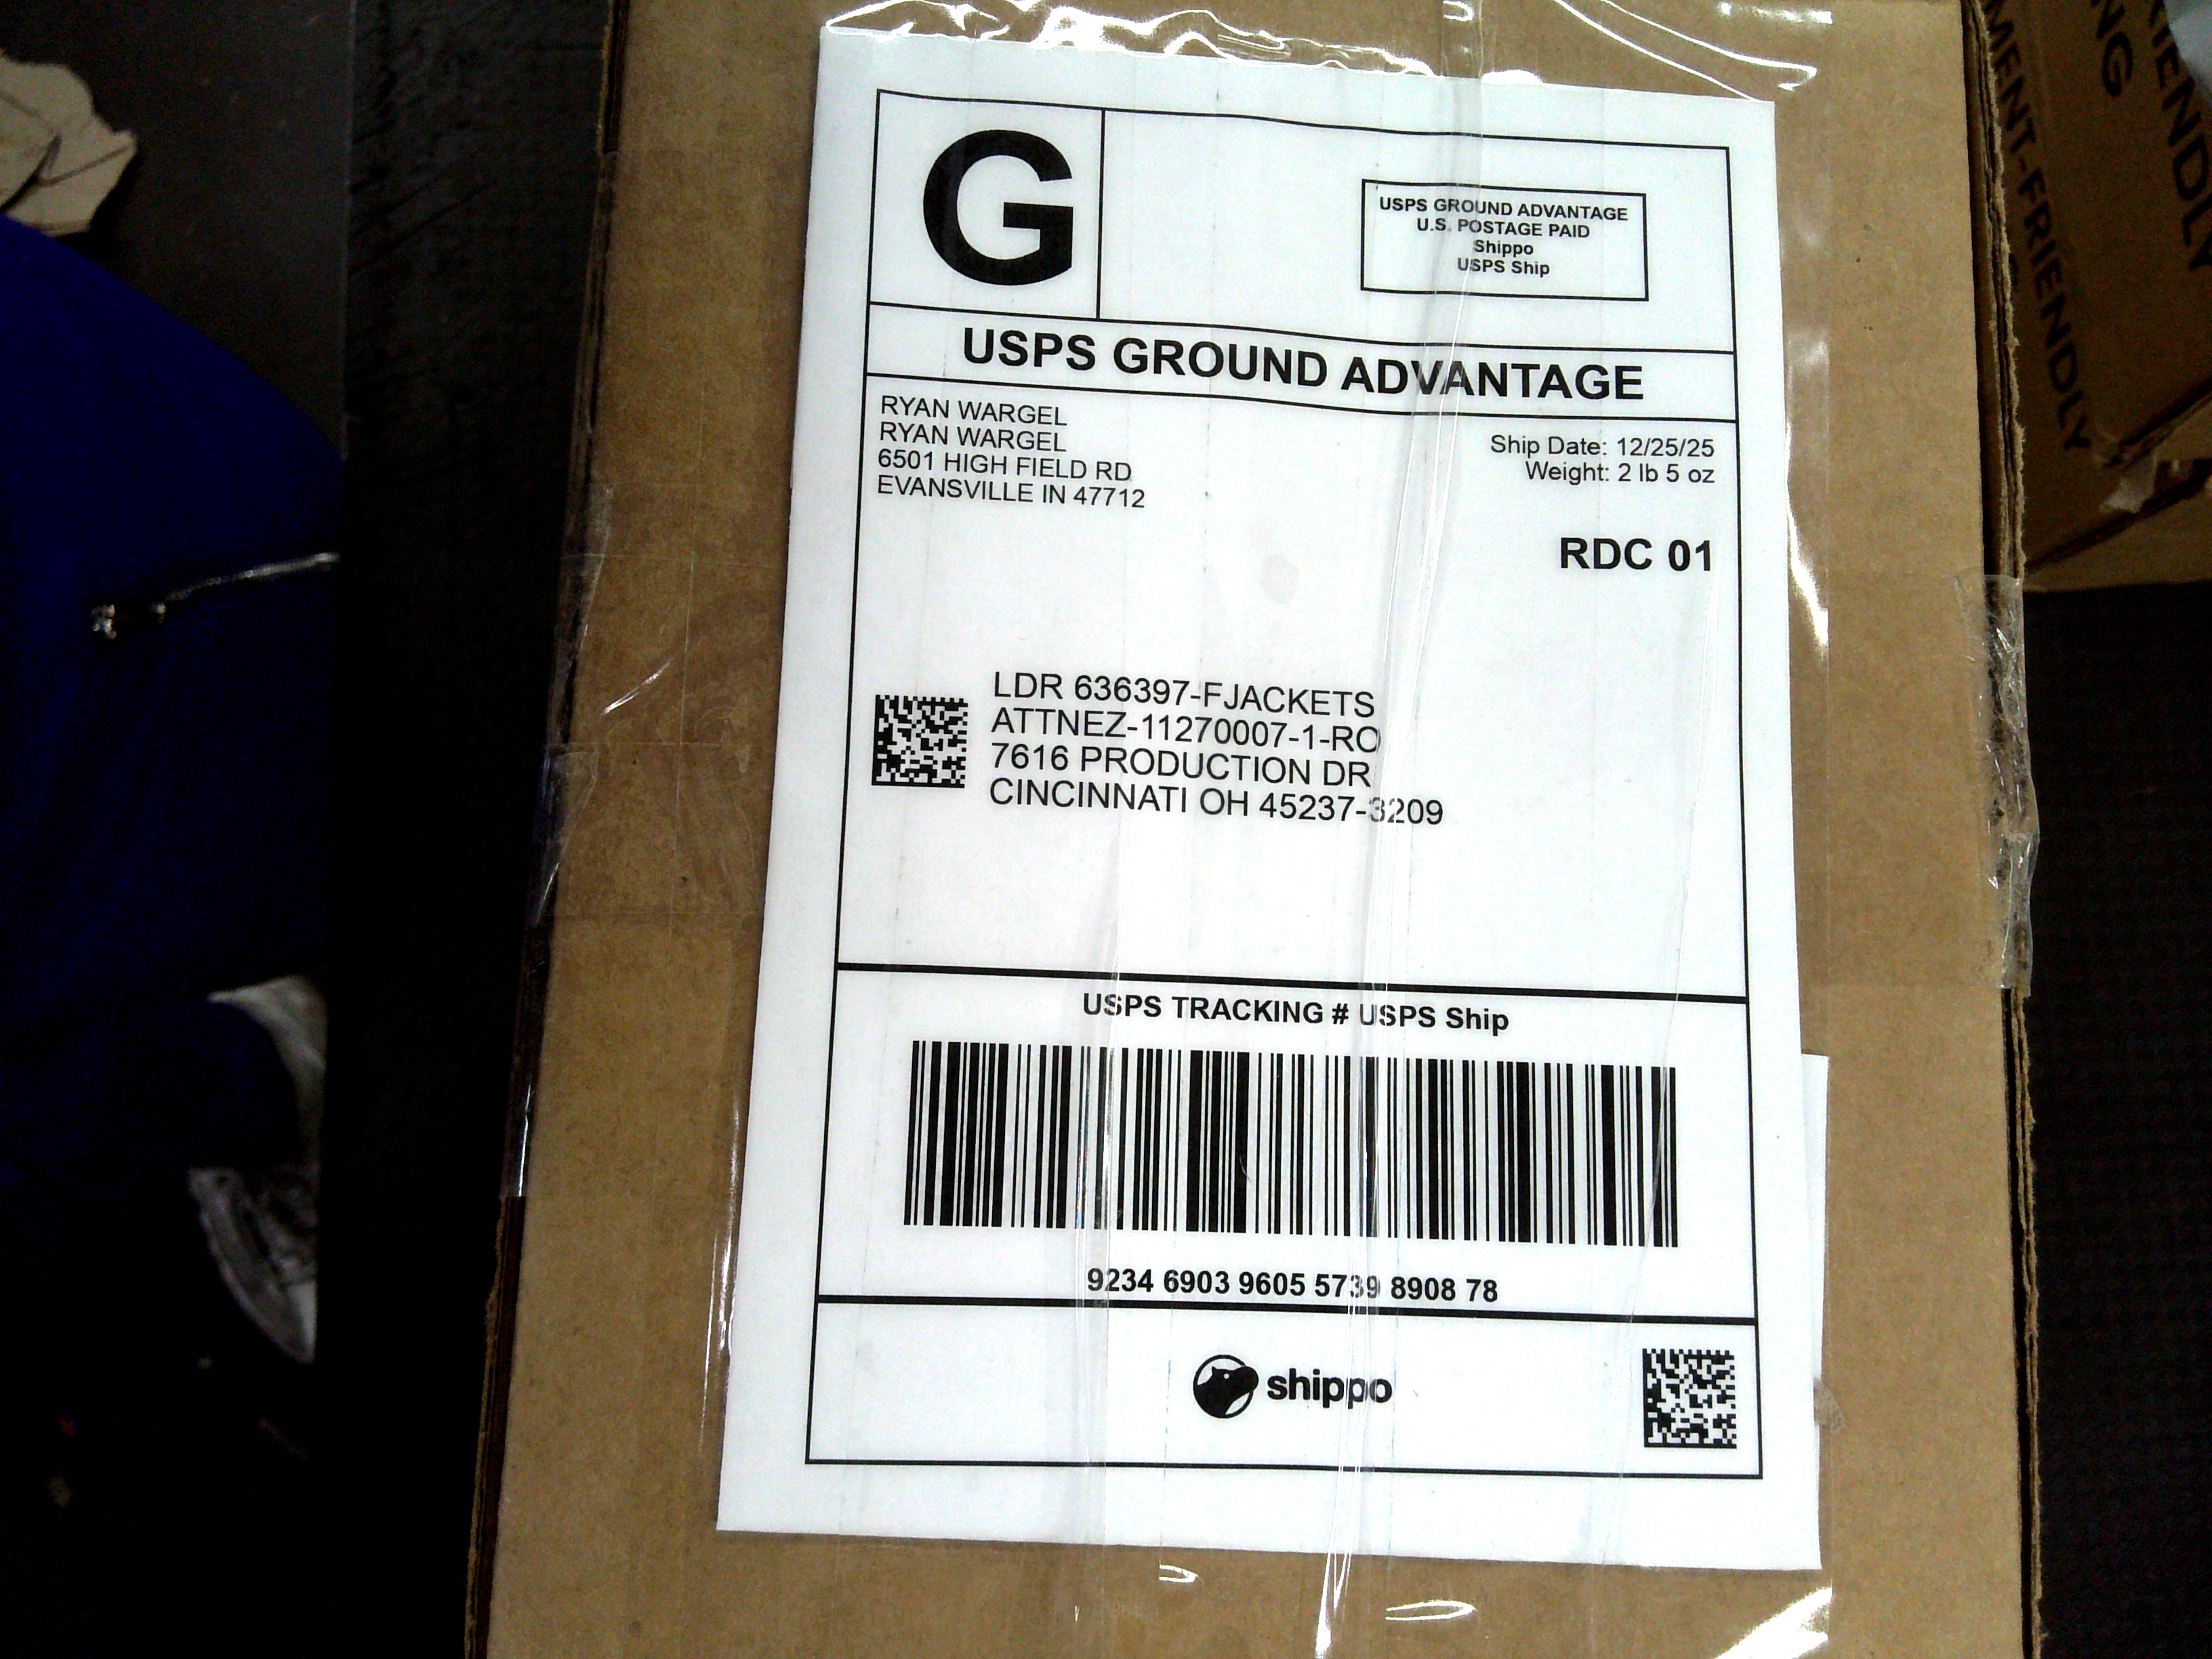 G
USPS GROUND ADVANTAGE
U.S. POSTAGE PAID
Shippo
USPS Ship
USPS GROUND ADVANTAGE
RYAN WARGEL
RYAN WARGEL
6501 HIGH FIELD RD
EVANSVILLE IN 47712
Ship Date: 12/25/25
Weight: 2 lb 5 oz
RDC 01
LDR 636397-FJACKETS
ATTNEZ-11270007-1-RO
7616 PRODUCTION DR
CINCINNATI OH 45237-3209
USPS TRACKING # USPS Ship
9234 6903 9605 5739 8908 78
shippo